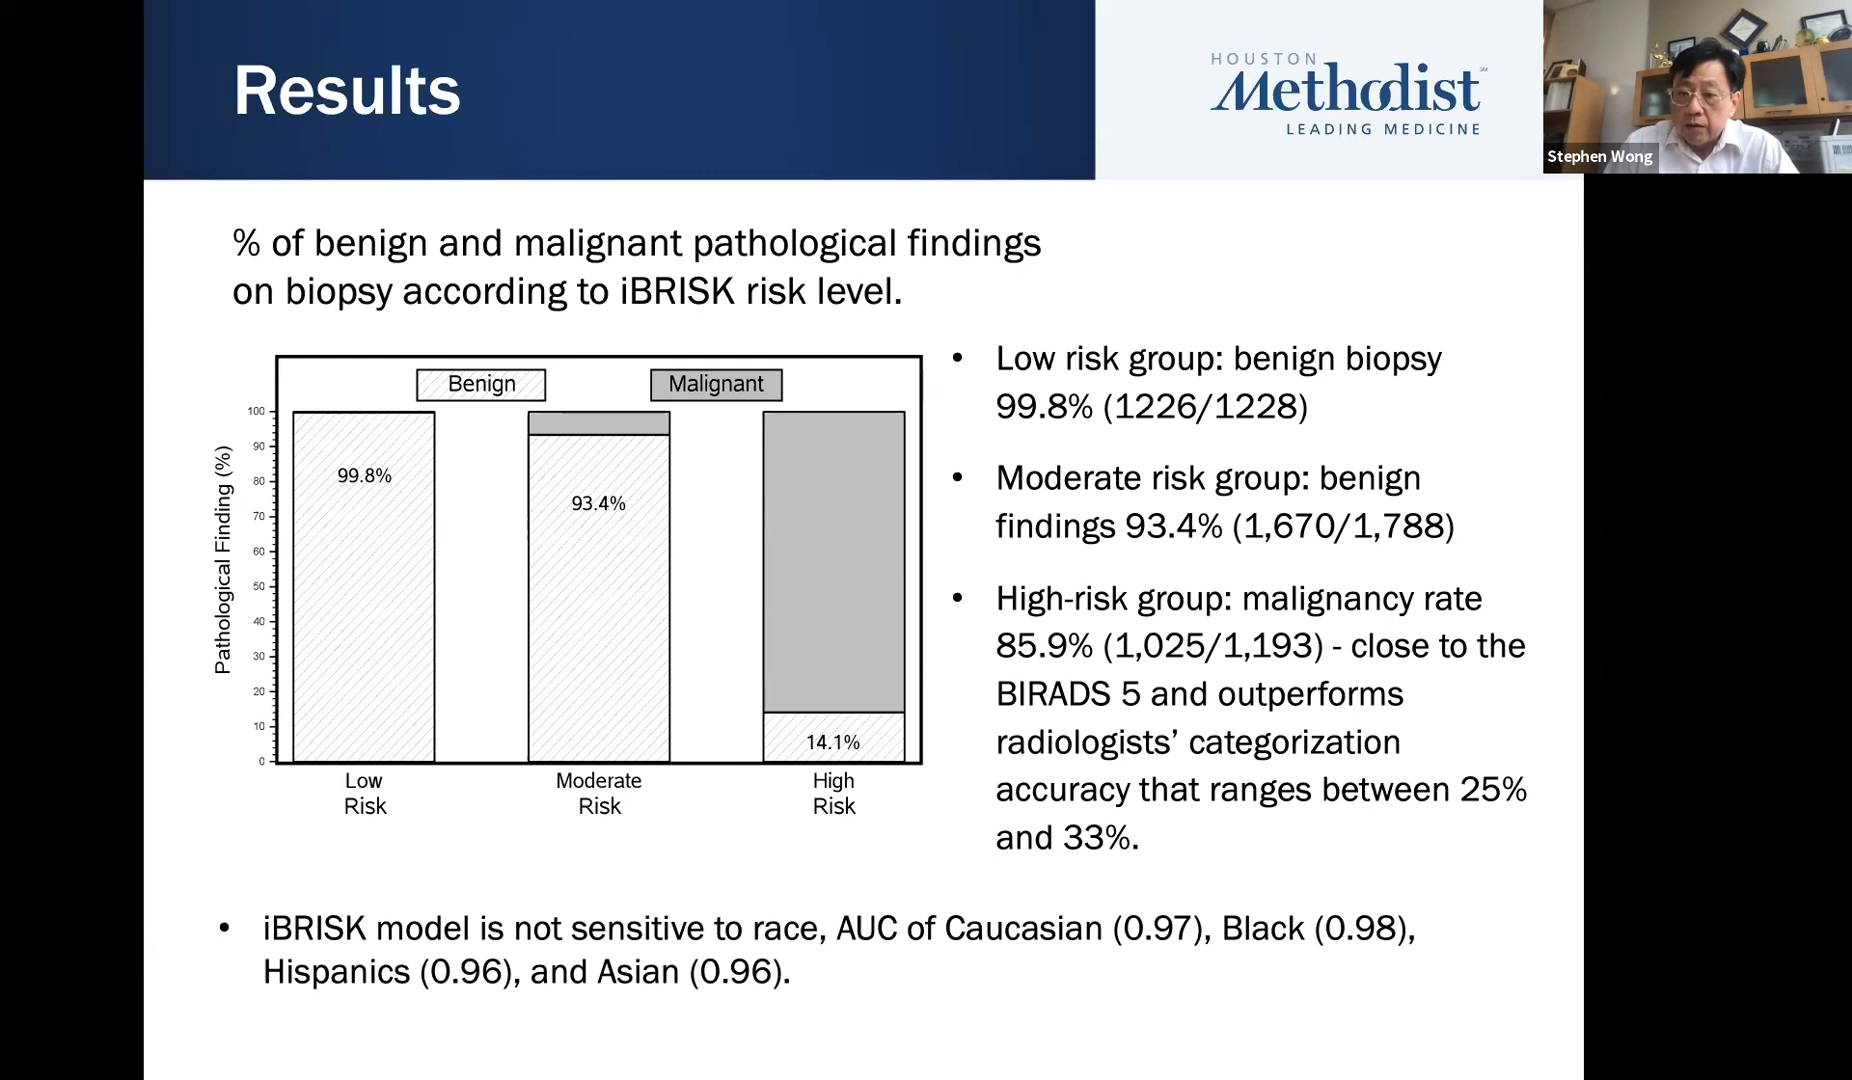 Results
HOUSTON
Methodist
SM
LEADING MEDICINE
Stephen Wong
% of benign and malignant pathological findings
on biopsy according to iBRISK risk level.
Benign
Malignant
Pathological Finding (%)
100
90
80
70
60
50
40
30
20
10
0
99.8%
93.4%
14.1%
Low
Risk
Moderate
Risk
High
Risk
• Low risk group: benign biopsy
99.8% (1226/1228)
• Moderate risk group: benign
findings 93.4% (1,670/1,788)
• High-risk group: malignancy rate
85.9% (1,025/1,193) - close to the
BIRADS 5 and outperforms
radiologists’ categorization
accuracy that ranges between 25%
and 33%.
• iBRISK model is not sensitive to race, AUC of Caucasian (0.97), Black (0.98),
Hispanics (0.96), and Asian (0.96).